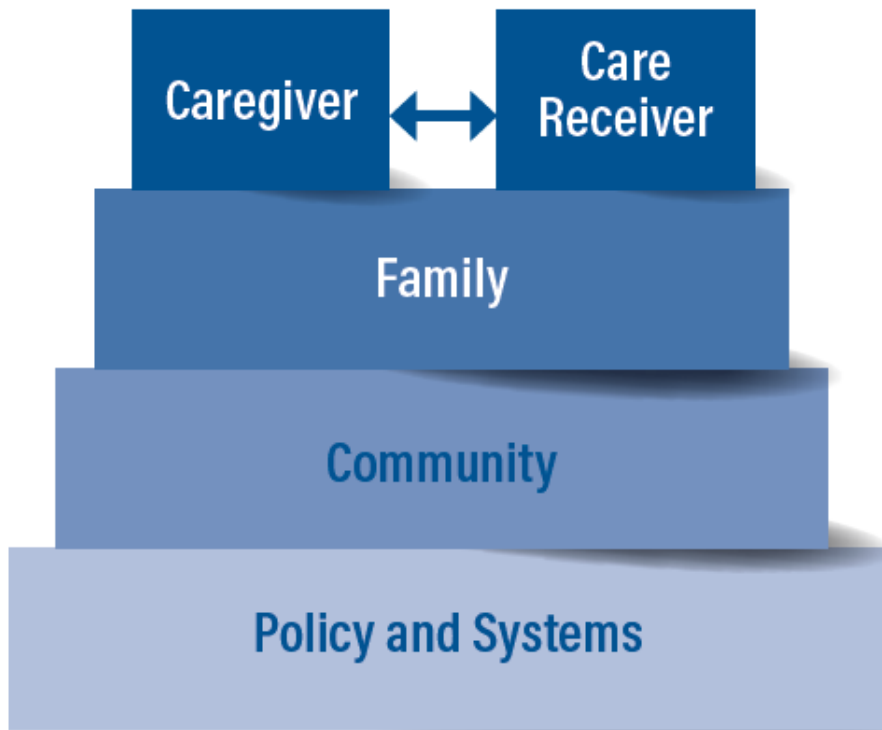 Caregiver
Care
Receiver
Family
Community
Policy and Systems